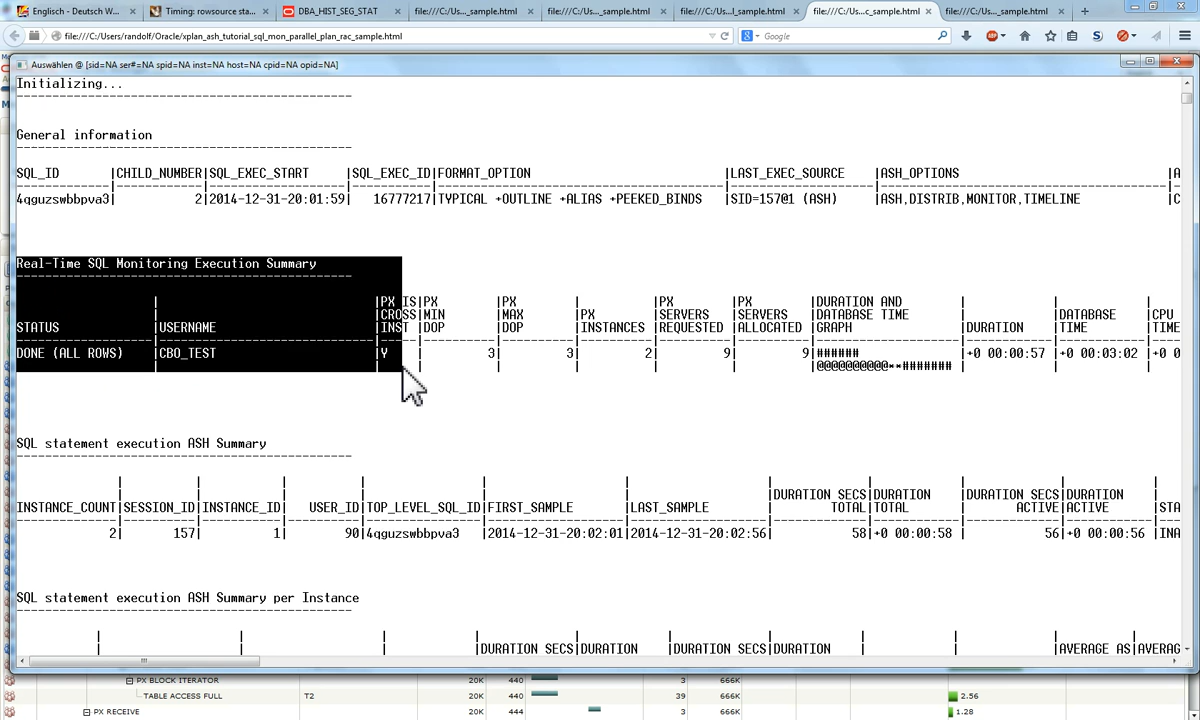 Englisch - Deutsch W...
Timing: rowsource stat...
DBA_HIST_SEG_STAT
file:///C:/Us..._sample.html
file:///C:/Us..._sample.html
file:///C:/Us...l_sample.html
file:///C:/Us...c_sample.html
file:///C:/Us..._sample.html
file:///C:/Users/randolf/Oracle/xplan_ash_tutorial_sql_mon_parallel_plan_rac_sample.html
Google
Auswählen @ [sid=NA ser#=NA spid=NA inst=NA host=NA cpid=NA opid=NA]
Initializing...
-------------------------------------------
General information
-------------------------------------------
SQL_ID |CHILD_NUMBER|SQL_EXEC_START |SQL_EXEC_ID|FORMAT_OPTION |LAST_EXEC_SOURCE |ASH_OPTIONS |A
4qguzswbbpva3| 2|2014-12-31-20:01:59| 16777217|TYPICAL +OUTLINE +ALIAS +PEEKED_BINDS |SID=157@1 (ASH) |ASH,DISTRIB,MONITOR,TIMELINE |C
Real-Time SQL Monitoring Execution Summary
-------------------------------------------
| |PX IS|PX |PX | |PX |PX |DURATION AND | | |
| |CROSS|MIN |MAX |PX |SERVERS |SERVERS |DATABASE TIME | |DATABASE |CPU
STATUS |USERNAME |INST |DOP |DOP |INSTANCES |REQUESTED |ALLOCATED |GRAPH |DURATION |TIME |TIME
DONE (ALL ROWS) |CBO_TEST |Y | 3| 3| 2| 9| 9|###### |+0 00:00:57 |+0 00:03:02 |+0 0
|@@@@@@@@@@**####### |
SQL statement execution ASH Summary
-------------------------------------------
|DURATION SECS|DURATION |DURATION SECS|DURATION |
INSTANCE_COUNT|SESSION_ID|INSTANCE_ID| USER_ID|TOP_LEVEL_SQL_ID|FIRST_SAMPLE |LAST_SAMPLE | TOTAL|TOTAL | ACTIVE|ACTIVE |STA
2| 157| 1| 90|4qguzswbbpva3 |2014-12-31-20:02:01|2014-12-31-20:02:56| 58|+0 00:00:58 | 56|+0 00:00:56 |INA
SQL statement execution ASH Summary per Instance
-------------------------------------------
|DURATION SECS|DURATION |DURATION SECS|DURATION | | |AVERAGE AS|AVERAG
PX BLOCK ITERATOR 20K 440 3 666K
TABLE ACCESS FULL T2 20K 440 39 666K 2.56
PX RECEIVE 20K 444 3 666K 1.28